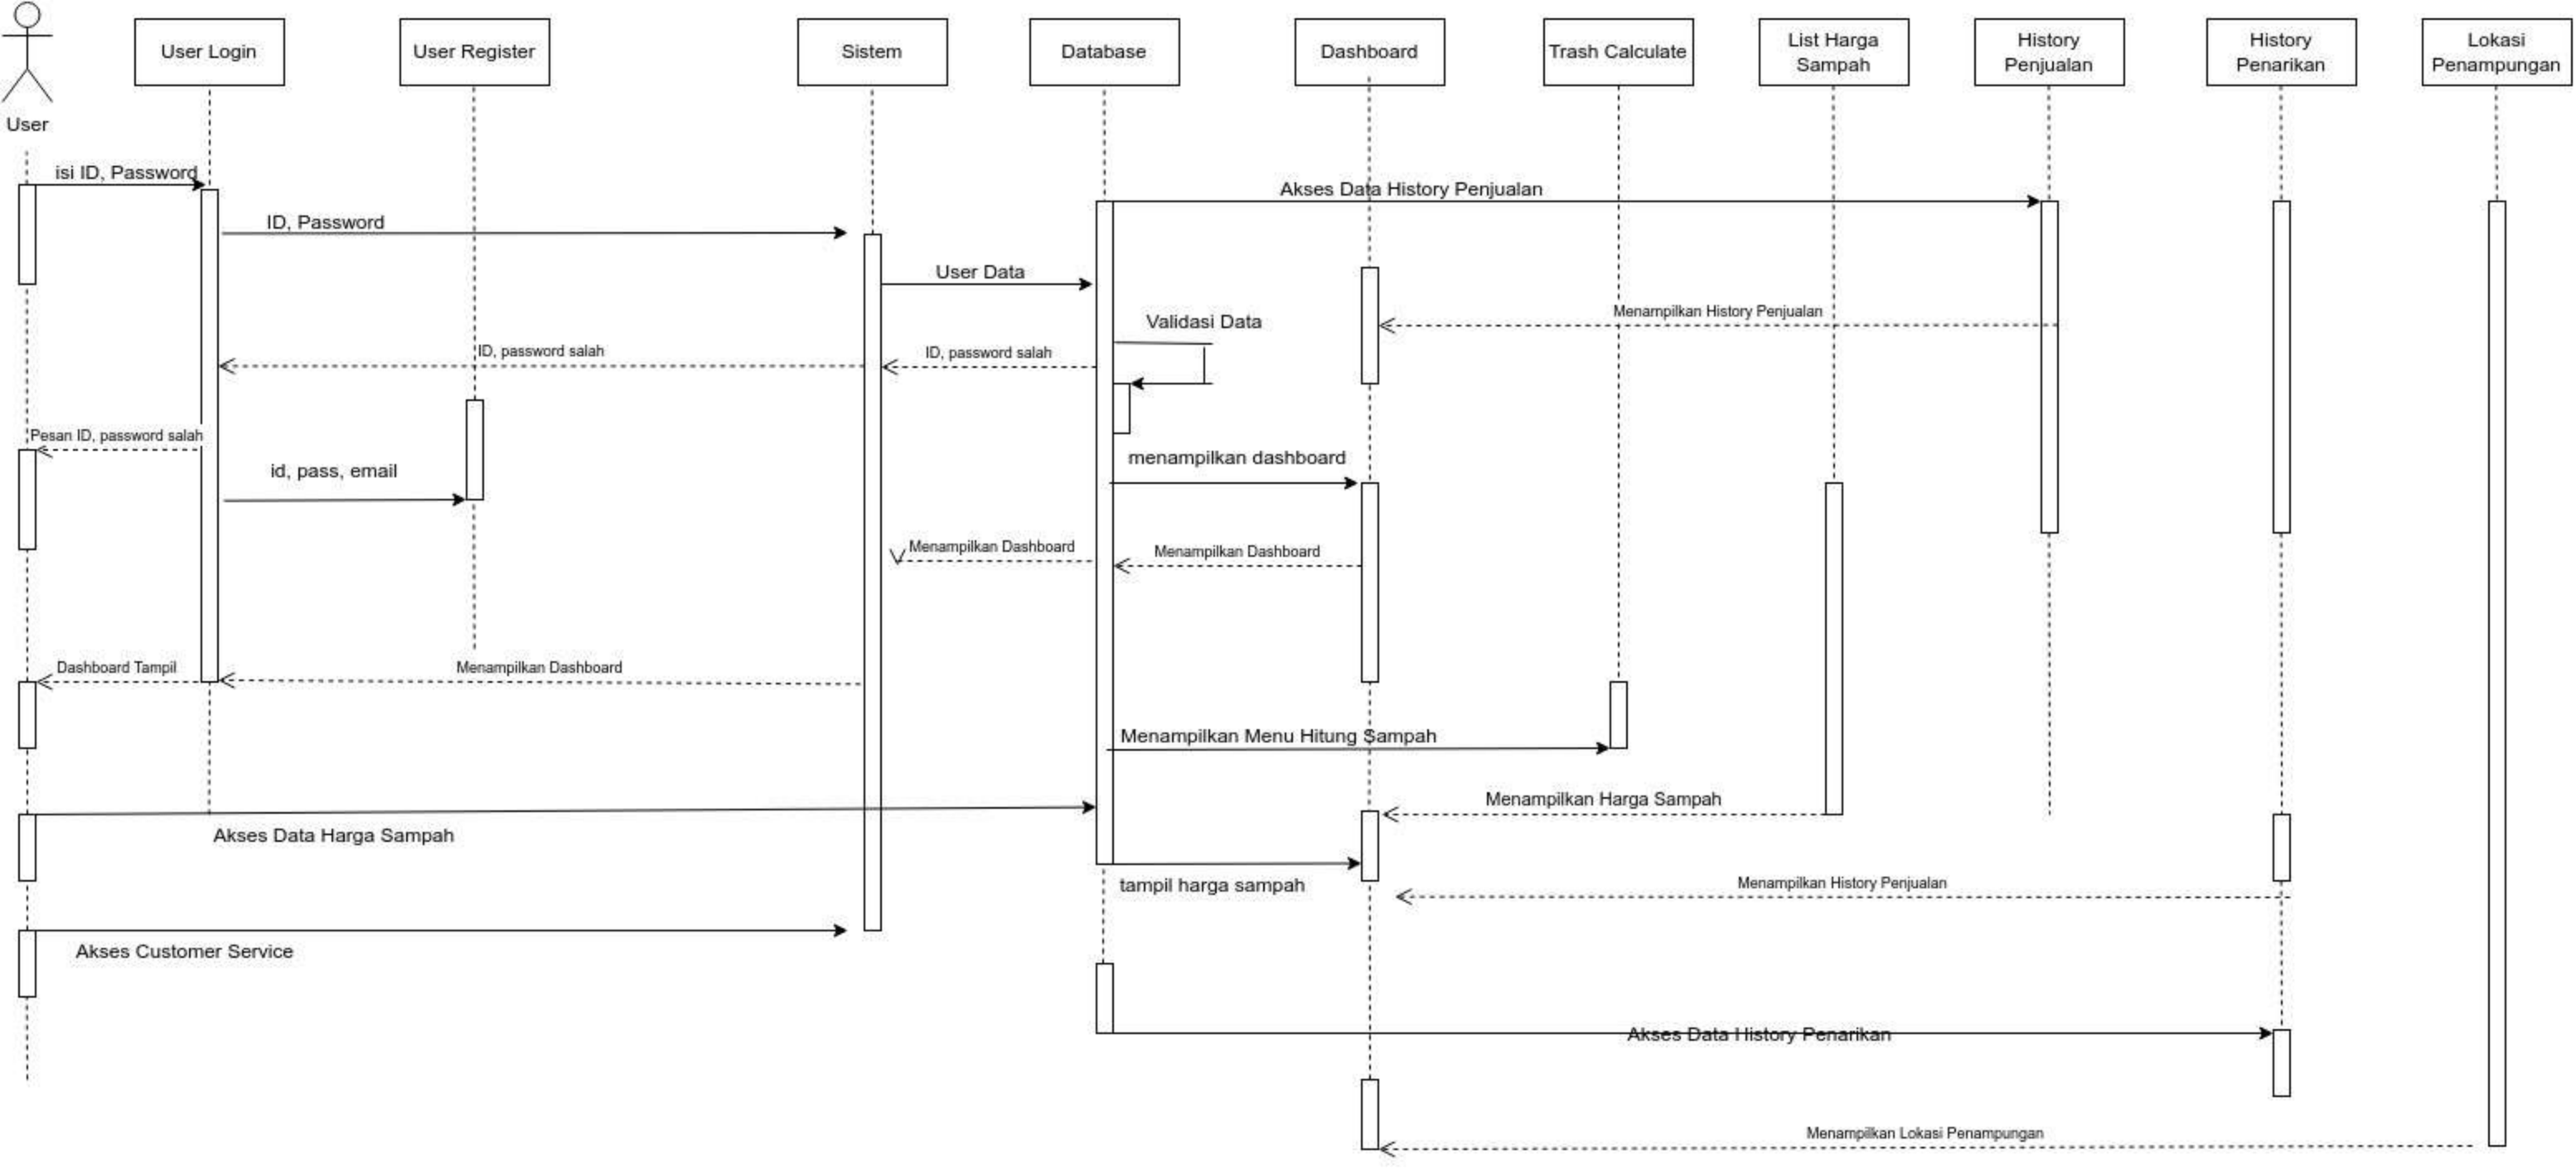 User Login
User Register
Sistem
Database
Dashboard
Trash Calculate
List Harga
Sampah
History
Penjualan
History
Penarikan
Lokasi
Penampungan
User
isi ID, Password
Akses Data History Penjualan
ID, Password
User Data
Menampilkan History Penjualan
Validasi Data
ID, password salah
ID, password salah
Pesan ID, password salah
menampilkan dashboard
id, pass, email
Menampilkan Dashboard
Menampilkan Dashboard
Dashboard Tampil
Menampilkan Dashboard
Menampilkan Menu Hitung Sampah
Menampilkan Harga Sampah
Akses Data Harga Sampah
tampil harga sampah
Menampilkan History Penjualan
Akses Customer Service
Akses Data History Penarikan
Menampilkan Lokasi Penampungan